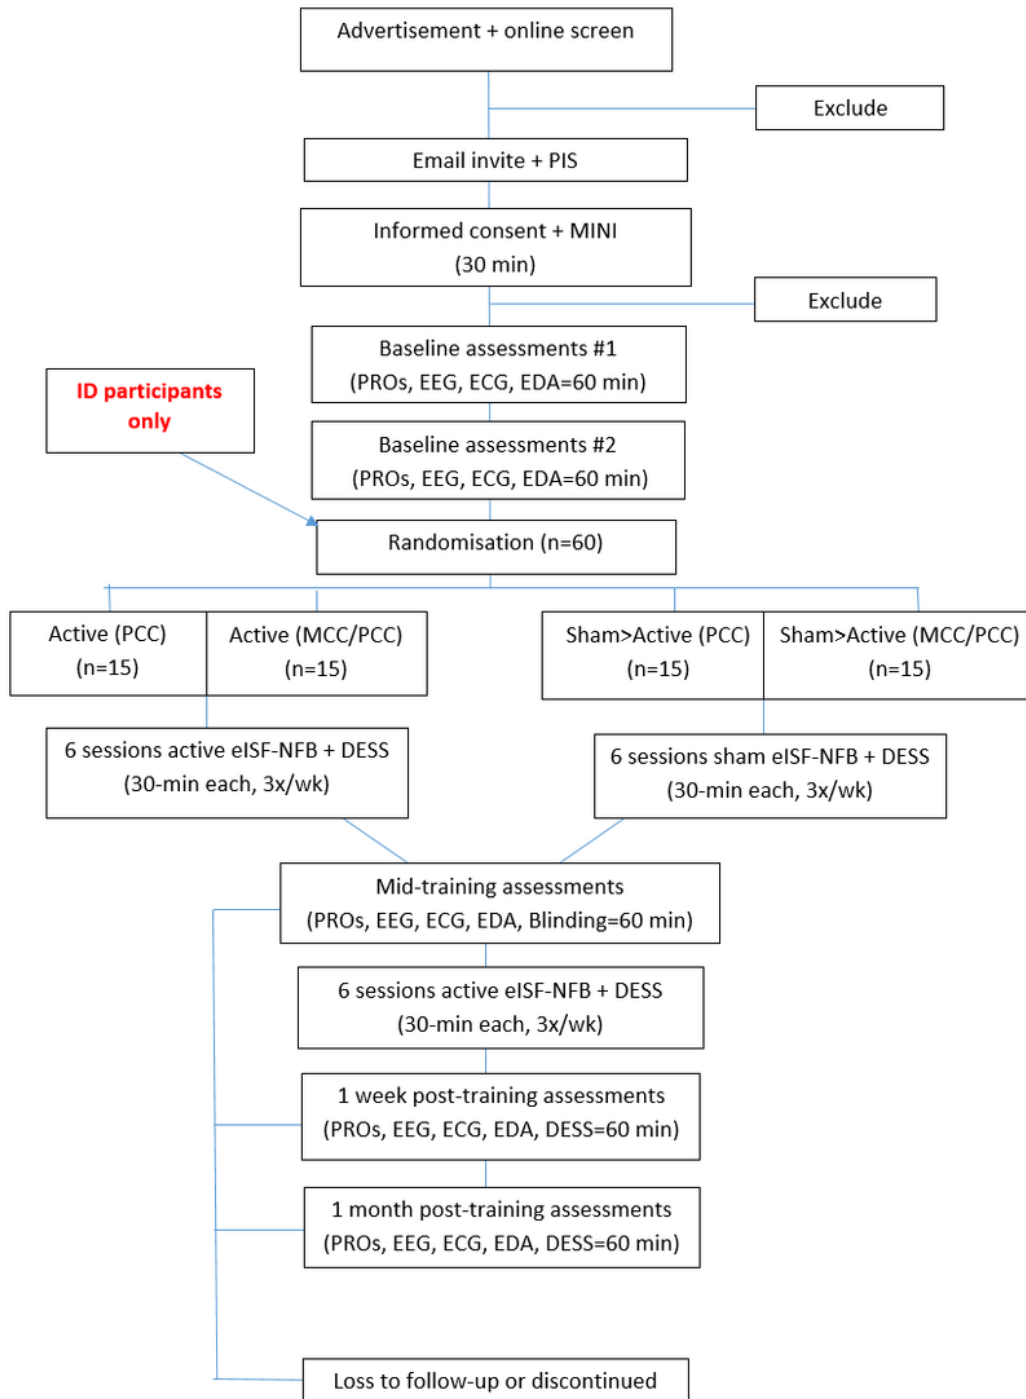 Advertisement + online screen
Exclude
Email invite + PIS
Informed consent + MINI
(30 min)
Exclude
Baseline assessments #1
(PROs, EEG, ECG, EDA=60 min)
ID participants
only
Baseline assessments #2
(PROs, EEG, ECG, EDA=60 min)
Randomisation (n=60)
Active (PCC)
(n=15)
Active (MCC/PCC)
(n=15)
Sham>Active (PCC)
(n=15)
Sham>Active (MCC/PCC)
(n=15)
6 sessions active eISF-NFB + DESS
(30-min each, 3x/wk)
6 sessions sham eISF-NFB + DESS
(30-min each, 3x/wk)
Mid-training assessments
(PROs, EEG, ECG, EDA, Blinding=60 min)
6 sessions active eISF-NFB + DESS
(30-min each, 3x/wk)
1 week post-training assessments
(PROs, EEG, ECG, EDA, DESS=60 min)
1 month post-training assessments
(PROs, EEG, ECG, EDA, DESS=60 min)
Loss to follow-up or discontinued